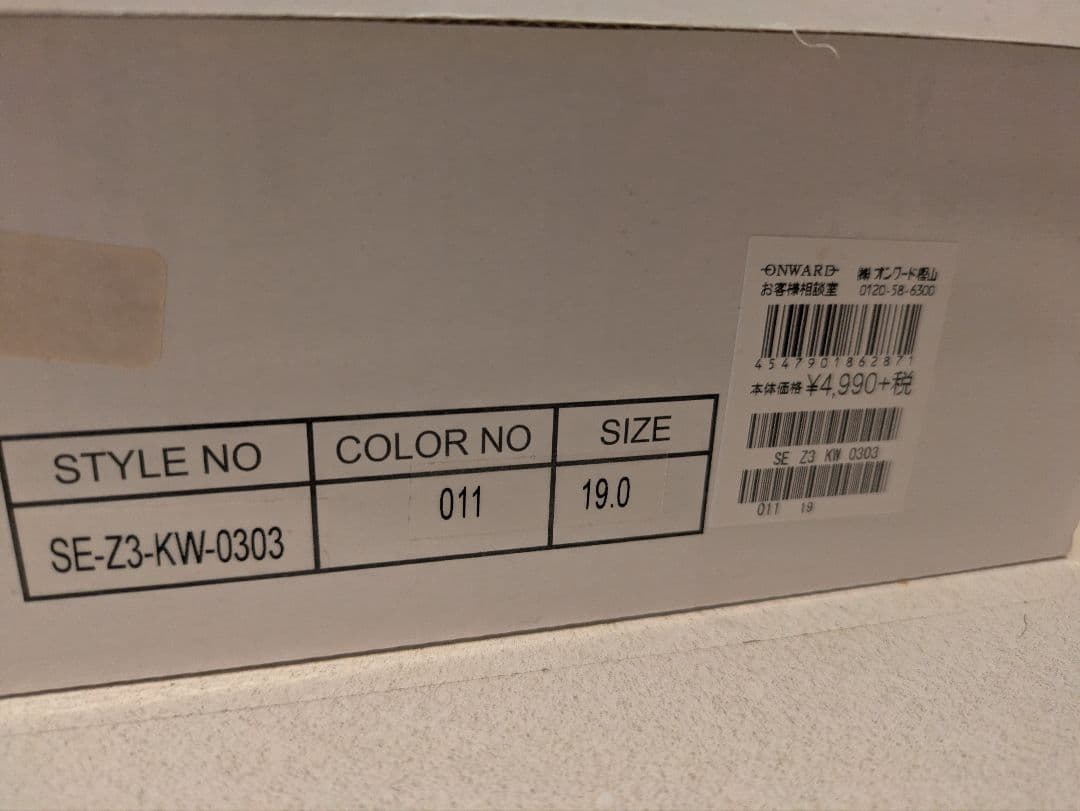 ONWARD ㈱オンワード樫山
お客様相談室 0120-58-6300
4547901862871
本体価格 ¥4,990+税
SE Z3 KW 0303
011 19
STYLE NO COLOR NO SIZE
SE-Z3-KW-0303 011 19.0